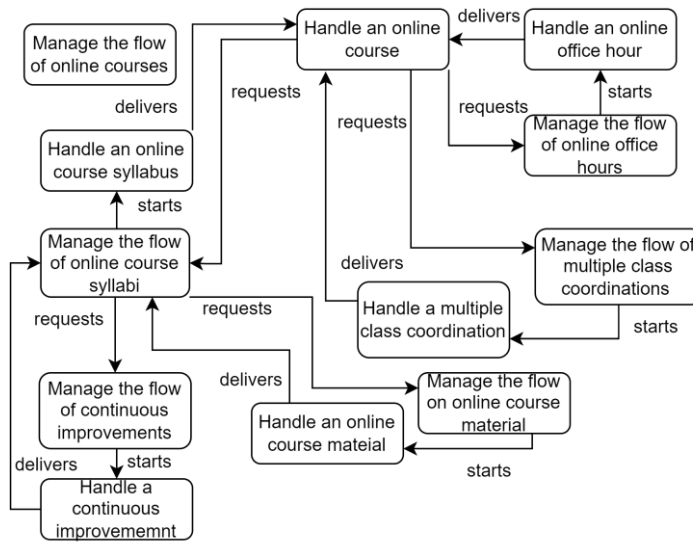 Manage the flow
of online courses
Handle an online
course
delivers
Handle an online
office hour
delivers
requests
requests
requests
starts
Manage the flow
of online office
hours
Handle an online
course syllabus
starts
Manage the flow
of online course
syllabi
delivers
Manage the flow of
multiple class
coordinations
Handle a multiple
class coordination
starts
requests
requests
Manage the flow
of continuous
improvements
delivers
Manage the flow
on online course
material
Handle an online
course mateial
starts
delivers
starts
Handle a
continuous
improvememnt